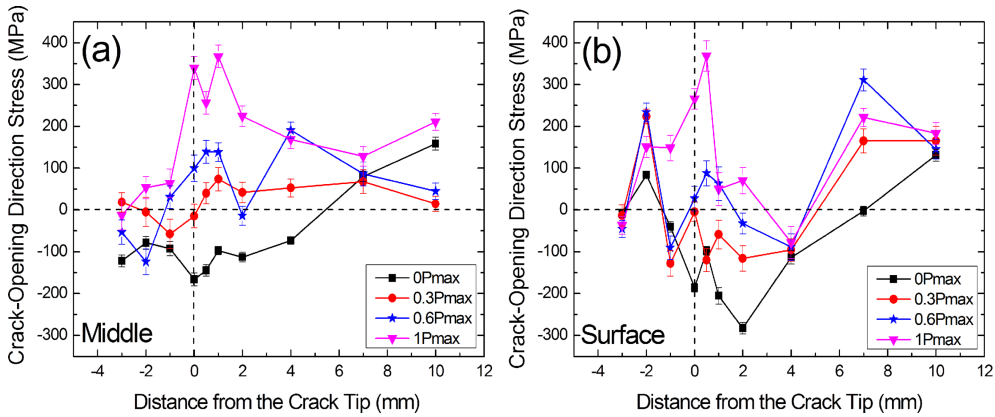 (a)
Crack-Opening Direction Stress (MPa)
400
300
200
100
0
-100
-200
-300
Middle
0Pmax
0.3Pmax
0.6Pmax
1Pmax
-4 -2 0 2 4 6 8 10 12
Distance from the Crack Tip (mm)
(b)
Crack-Opening Direction Stress (MPa)
400
300
200
100
0
-100
-200
-300
Surface
0Pmax
0.3Pmax
0.6Pmax
1Pmax
-4 -2 0 2 4 6 8 10 12
Distance from the Crack Tip (mm)